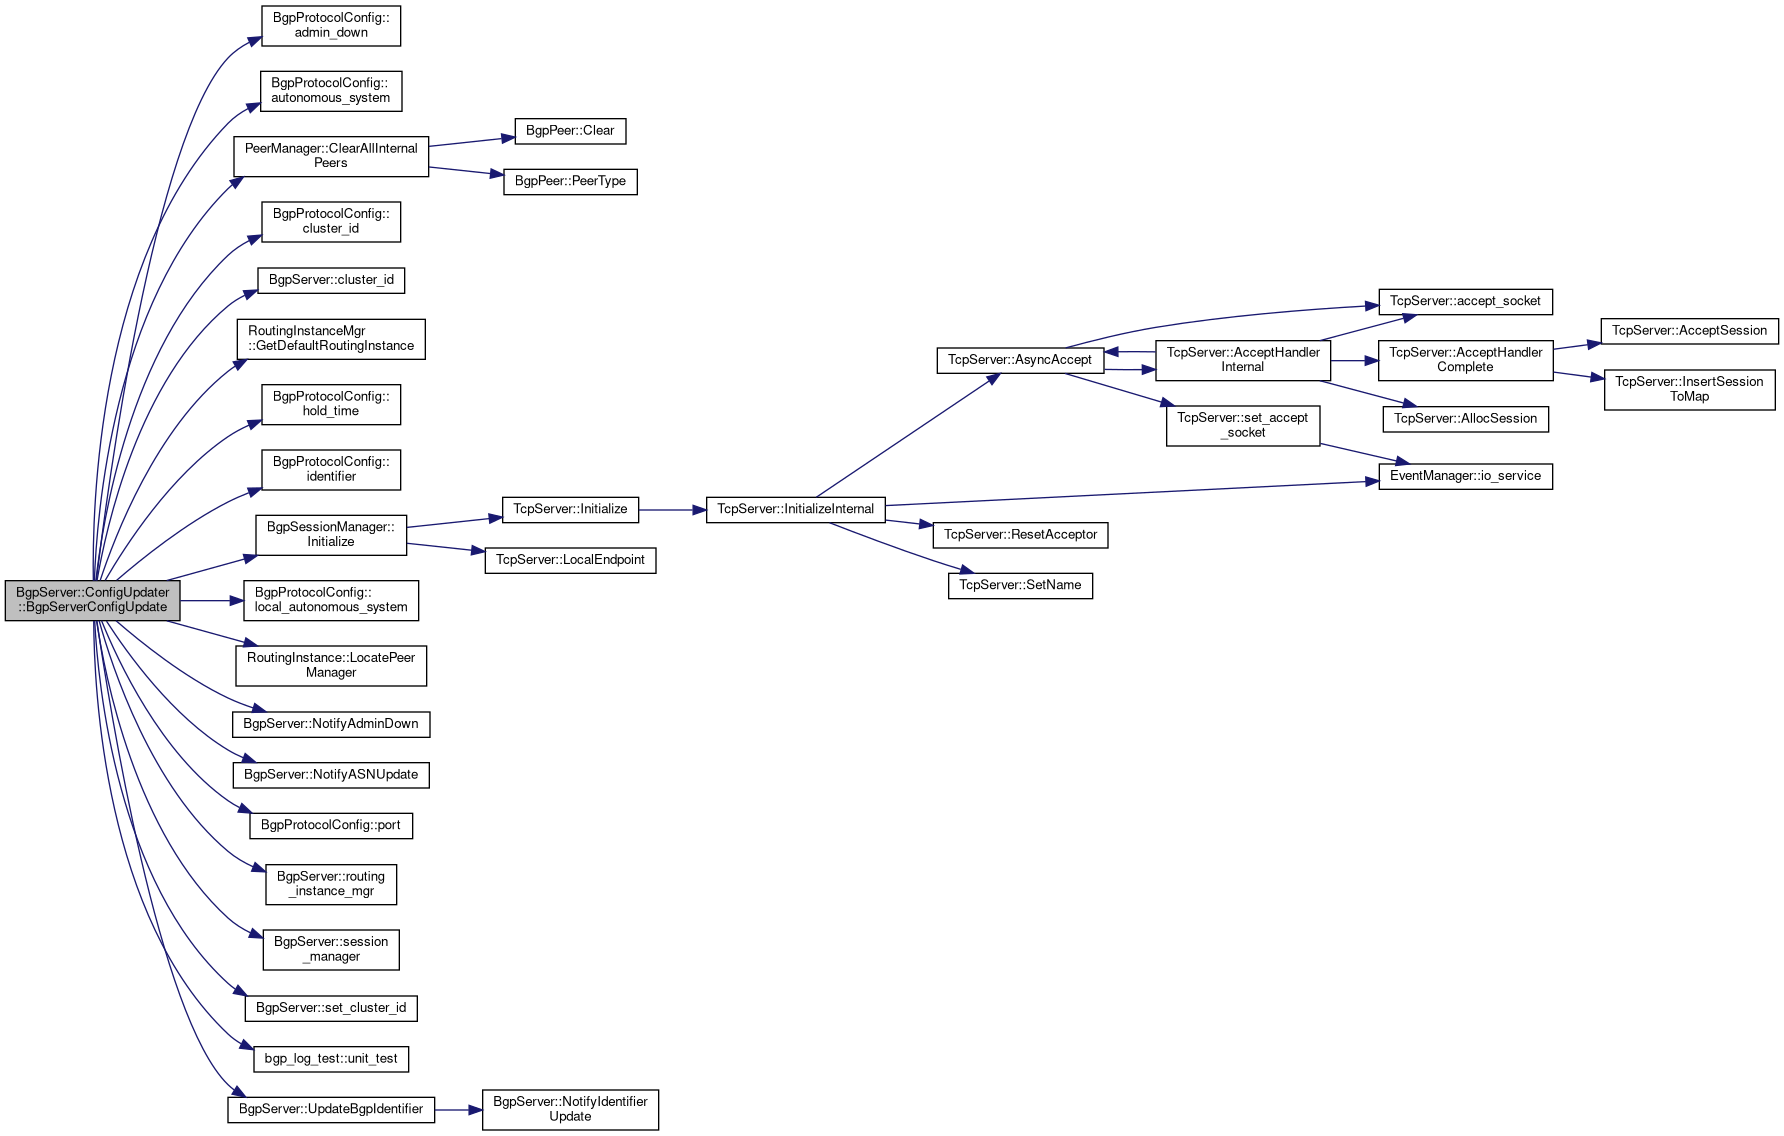 BgpProtocolConfig::
admin_down
BgpProtocolConfig::
autonomous_system
PeerManager::ClearAllInternal
Peers
BgpPeer::Clear
BgpPeer::PeerType
BgpProtocolConfig::
cluster_id
BgpServer::cluster_id
RoutingInstanceMgr
::GetDefaultRoutingInstance
BgpProtocolConfig::
hold_time
BgpProtocolConfig::
identifier
BgpSessionManager::
Initialize
BgpServer::ConfigUpdater
::BgpServerConfigUpdate
BgpProtocolConfig::
local_autonomous_system
RoutingInstance::LocatePeer
Manager
BgpServer::NotifyAdminDown
BgpServer::NotifyASNUpdate
BgpProtocolConfig::port
BgpServer::routing
_instance_mgr
BgpServer::session
_manager
BgpServer::set_cluster_id
bgp_log_test::unit_test
BgpServer::UpdateBgpIdentifier
BgpServer::NotifyIdentifier
Update
TcpServer::Initialize
TcpServer::LocalEndpoint
TcpServer::InitializeInternal
TcpServer::AsyncAccept
TcpServer::ResetAcceptor
TcpServer::SetName
TcpServer::AcceptHandler
Internal
TcpServer::set_accept
_socket
TcpServer::accept_socket
TcpServer::AcceptHandler
Complete
TcpServer::AllocSession
EventManager::io_service
TcpServer::AcceptSession
TcpServer::InsertSession
ToMap